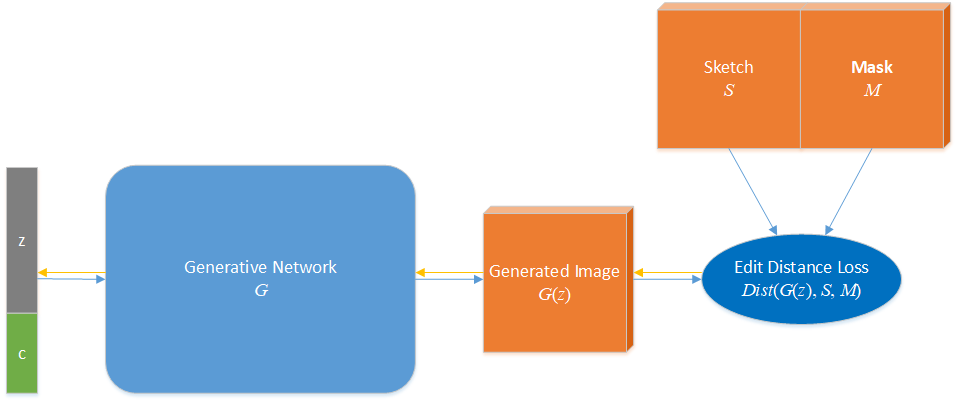 Sketch
S
Mask
M
z
c
Generative Network
G
Generated Image
G(z)
Edit Distance Loss
Dist(G(z), S, M)